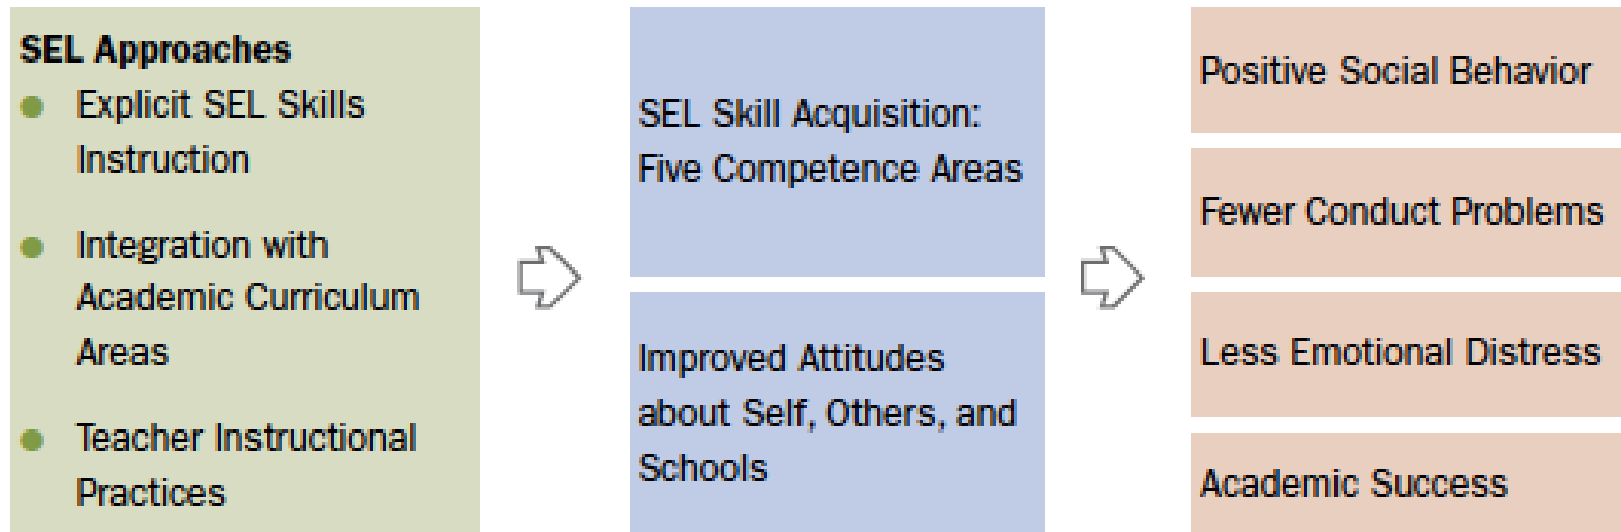 SEL Approaches
Explicit SEL Skills
Instruction
Integration with
Academic Curriculum
Areas
Teacher Instructional
Practices
SEL Skill Acquisition:
Five Competence Areas
Improved Attitudes
about Self, Others, and
Schools
Positive Social Behavior
Fewer Conduct Problems
Less Emotional Distress
Academic Success